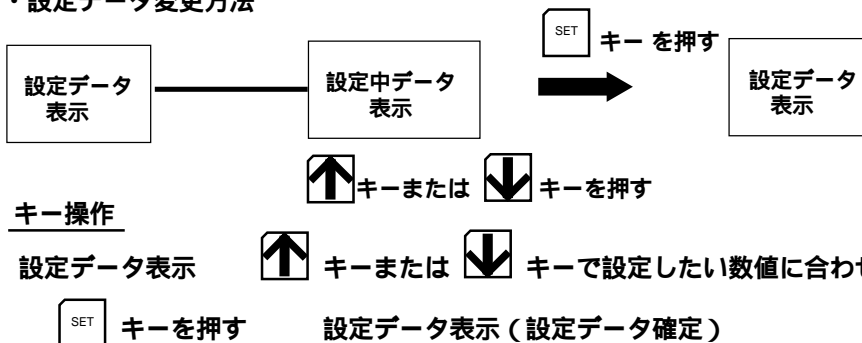 ・設定データ変更方法
SET キー を押す
設定データ 設定中データ 設定データ
表示 表示 表示
↑キーまたは ↓ キーを押す
キー操作
設定データ表示 ↑ キーまたは ↓ キーで設定したい数値に合わせ
SET キーを押す 設定データ表示 ( 設定データ確定 )